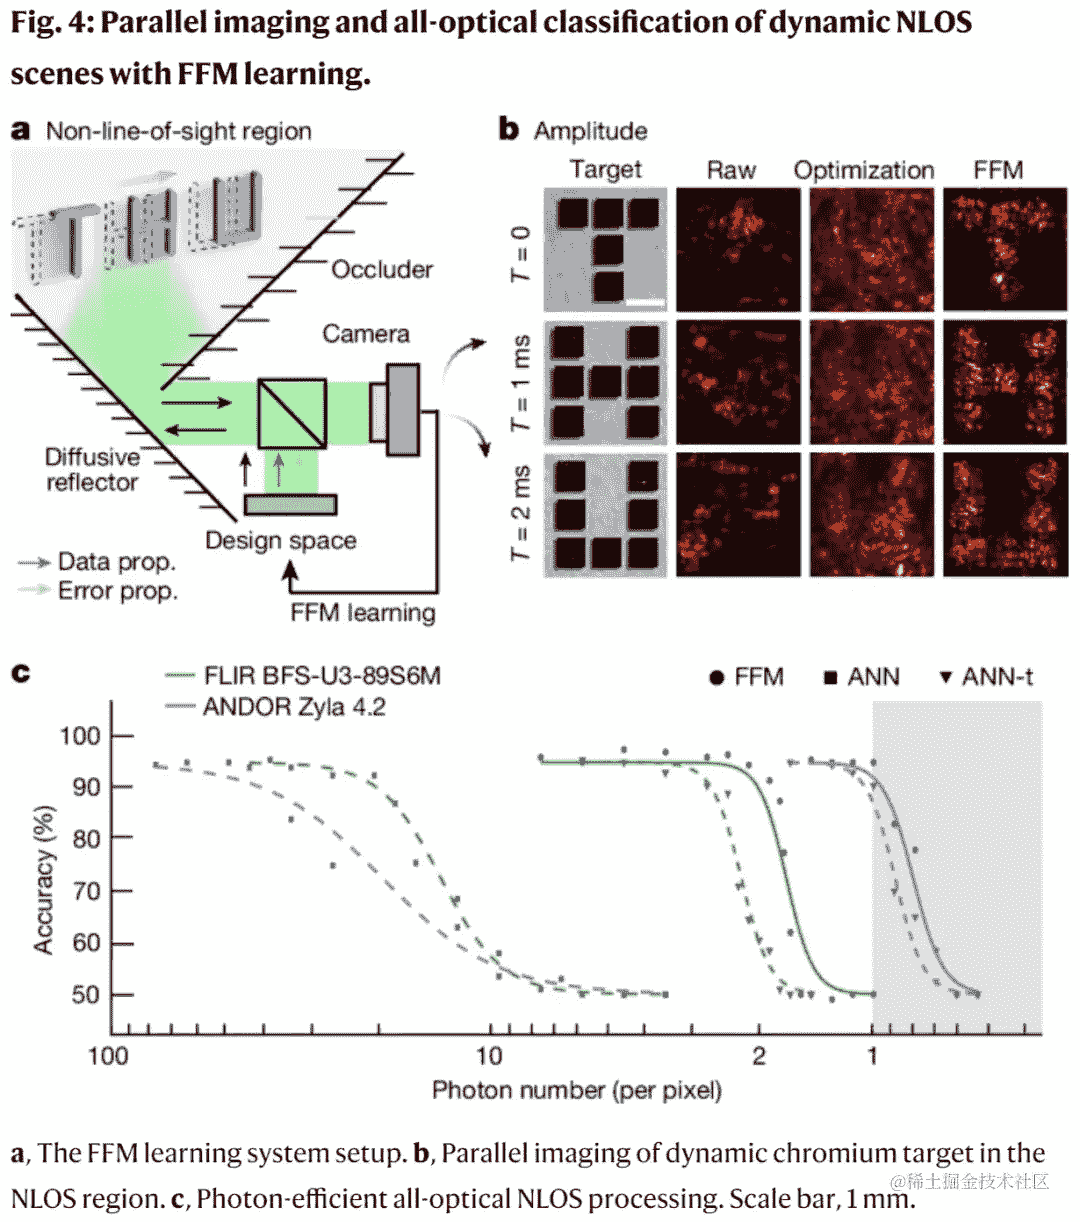 Fig. 4: Parallel imaging and all-optical classification of dynamic NLOS
scenes with FFM learning.
a Non-line-of-sight region
Occluder
Camera
Diffusive
reflector
Design space
Data prop.
Error prop.
FFM learning
b Amplitude
Target Raw Optimization FFM
T = 0
T = 1 ms
T = 2 ms
c
FLIR BFS-U3-89S6M
ANDOR Zyla 4.2
FFM ANN ANN-t
Accuracy (%)
100
90
80
70
60
50
100 10 2 1
Photon number (per pixel)
a, The FFM learning system setup. b, Parallel imaging of dynamic chromium target in the
NLOS region. c, Photon-efficient all-optical NLOS processing. Scale bar, 1 mm.
@稀土掘金技术社区